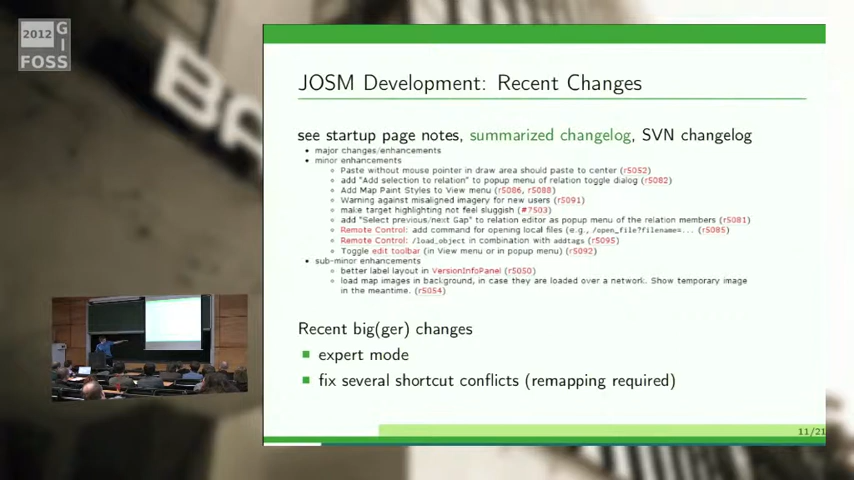 2012
G
I
FOSS
BA
JOSM Development: Recent Changes
see startup page notes, summarized changelog, SVN changelog
major changes/enhancements
minor enhancements
Paste without mouse pointer in draw area should paste to center (r5052)
add "Add selection to relation" to popup menu of relation toggle dialog (r5082)
Add Map Paint Styles to View menu (r5086, r5088)
Warning against misaligned imagery for new users (r5091)
make target highlighting not feel sluggish (#7503)
add "Select previous/next Gap" to relation editor as popup menu of the relation members (r5081)
Remote Control: add command for opening local files (e.g., /open_file?filename=... (r5085)
Remote Control: /load_object in combination with addtags (r5095)
Toggle edit toolbar (in View menu or in popup menu) (r5092)
sub-minor enhancements
better label layout in VersionInfoPanel (r5050)
load map images in background, in case they are loaded over a network. Show temporary image
in the meantime. (r5054)
Recent big(ger) changes
expert mode
fix several shortcut conflicts (remapping required)
11/21